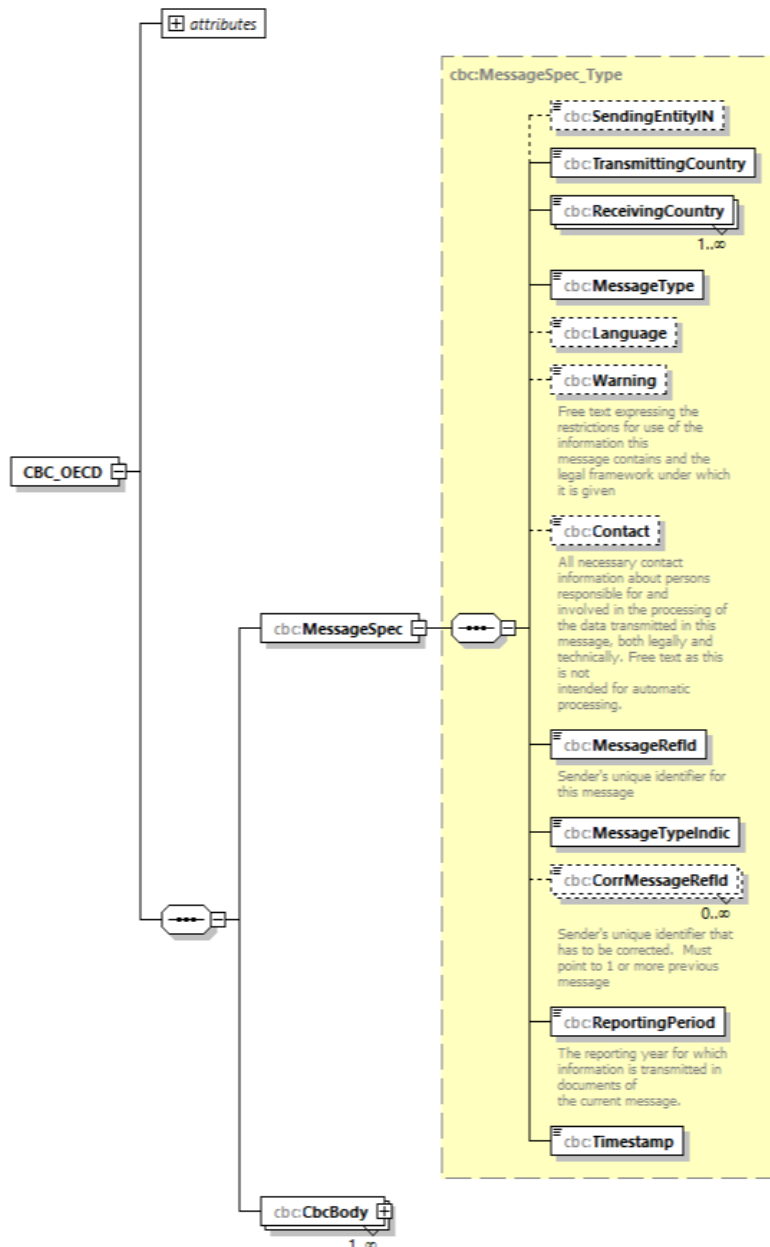 attributes
cbc:MessageSpec_Type
cbc:SendingEntityIN
cbc:TransmittingCountry
cbc:ReceivingCountry
1..∞
cbc:MessageType
cbc:Language
cbc:Warning
Free text expressing the
restrictions for use of the
information this
message contains and the
legal framework under which
it is given
CBC_OECD
cbc:Contact
All necessary contact
information about persons
responsible for and
involved in the processing of
the data transmitted in this
message, both legally and
technically. Free text as this
is not
intended for automatic
processing.
cbc:MessageSpec
cbc:MessageRefId
Sender's unique identifier for
this message
cbc:MessageTypeIndic
cbc:CorrMessageRefId
0..∞
Sender's unique identifier that
has to be corrected.  Must
point to 1 or more previous
message
cbc:ReportingPeriod
The reporting year for which
information is transmitted in
documents of
the current message.
cbc:Timestamp
cbc:CbcBody
1..∞